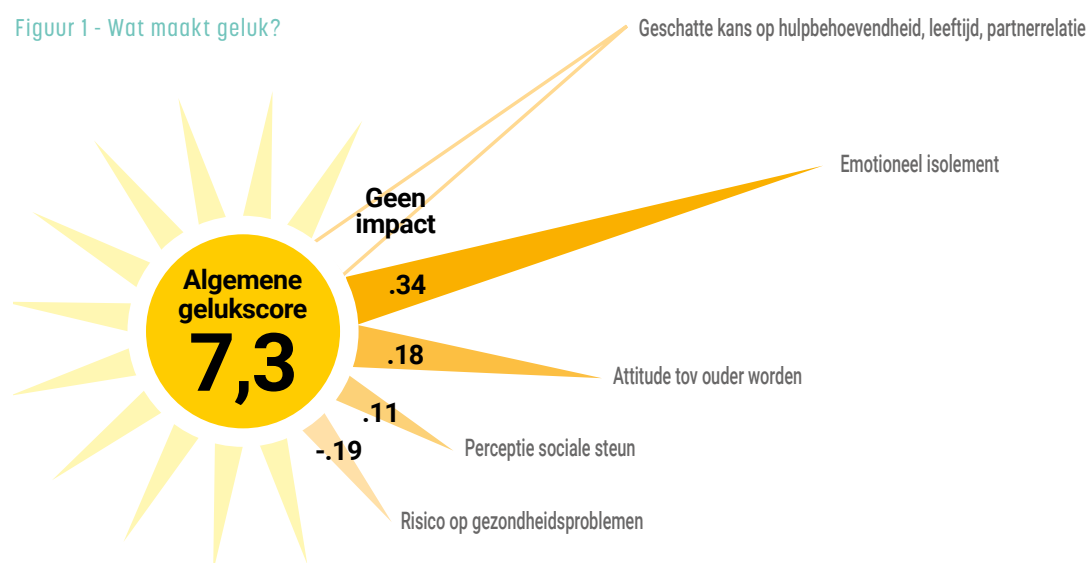 Figuur 1 - Wat maakt geluk?
Geschatte kans op hulpbehoevendheid, leeftijd, partnerrelatie
Emotioneel isolement
Geen
impact
Algemene
gelukscore
7,3
.34
.18
Attitude tov ouder worden
.11
Perceptie sociale steun
-.19
Risico op gezondheidsproblemen